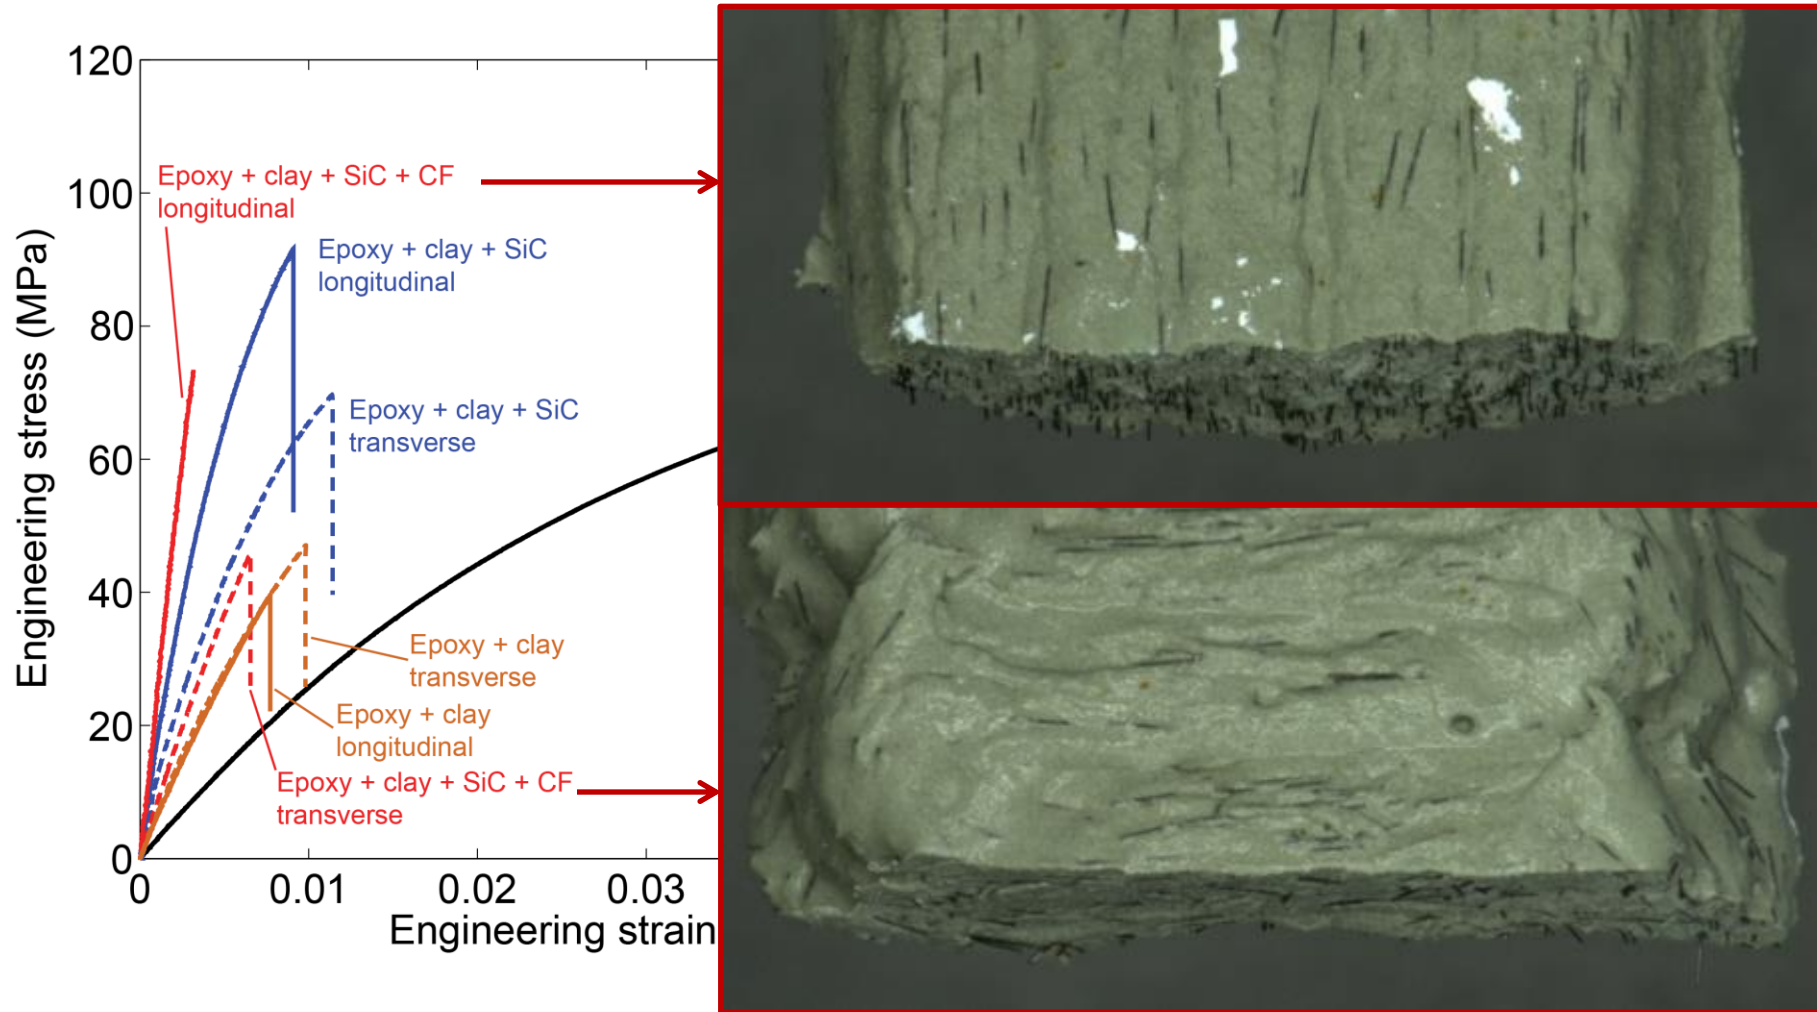 120
100
80
60
40
20
0
Engineering stress (MPa)
Epoxy + clay + SiC + CF
longitudinal
Epoxy + clay + SiC
longitudinal
Epoxy + clay + SiC
transverse
Epoxy + clay
transverse
Epoxy + clay
longitudinal
Epoxy + clay + SiC + CF
transverse
0 0.01 0.02 0.03
Engineering strain